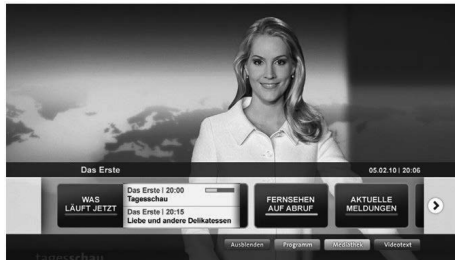 Das Erste
05.02.10 | 20:06
WAS
LÄUFT JETZT
Das Erste | 20:00
Tagesschau
Das Erste | 20:15
Liebe und andere Delikatessen
FERNSEHEN
AUF ABRUF
AKTUELLE
MELDUNGEN
Ausblenden
Programm
Mediathek
Videotext
tagesschau